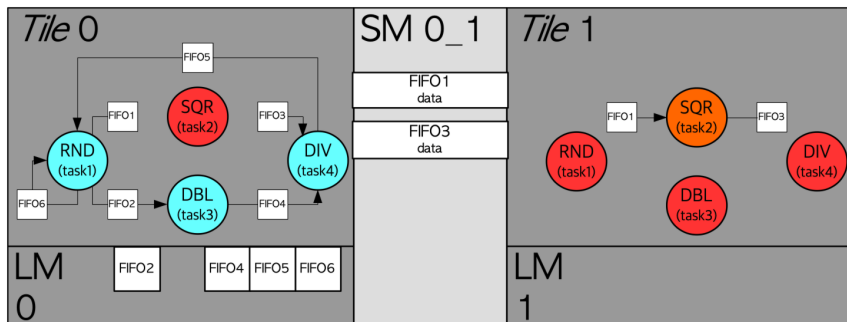 Tile 0
SM 0_1
Tile 1
FIFO5
FIFO1
data
SQR
(task2)
FIFO1
FIFO3
SQR
(task2)
FIFO1
FIFO3
FIFO3
data
RND
(task1)
DIV
(task4)
RND
(task1)
DIV
(task4)
DBL
(task3)
FIFO6
FIFO2
FIFO4
DBL
(task3)
LM
0
FIFO2
FIFO4
FIFO5
FIFO6
LM
1